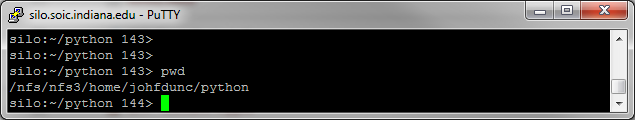 silo.soic.indiana.edu - PuTTY
silo:~/python 143>
silo:~/python 143>
silo:~/python 143> pwd
/nfs/nfs3/home/johfdunc/python
silo:~/python 144>